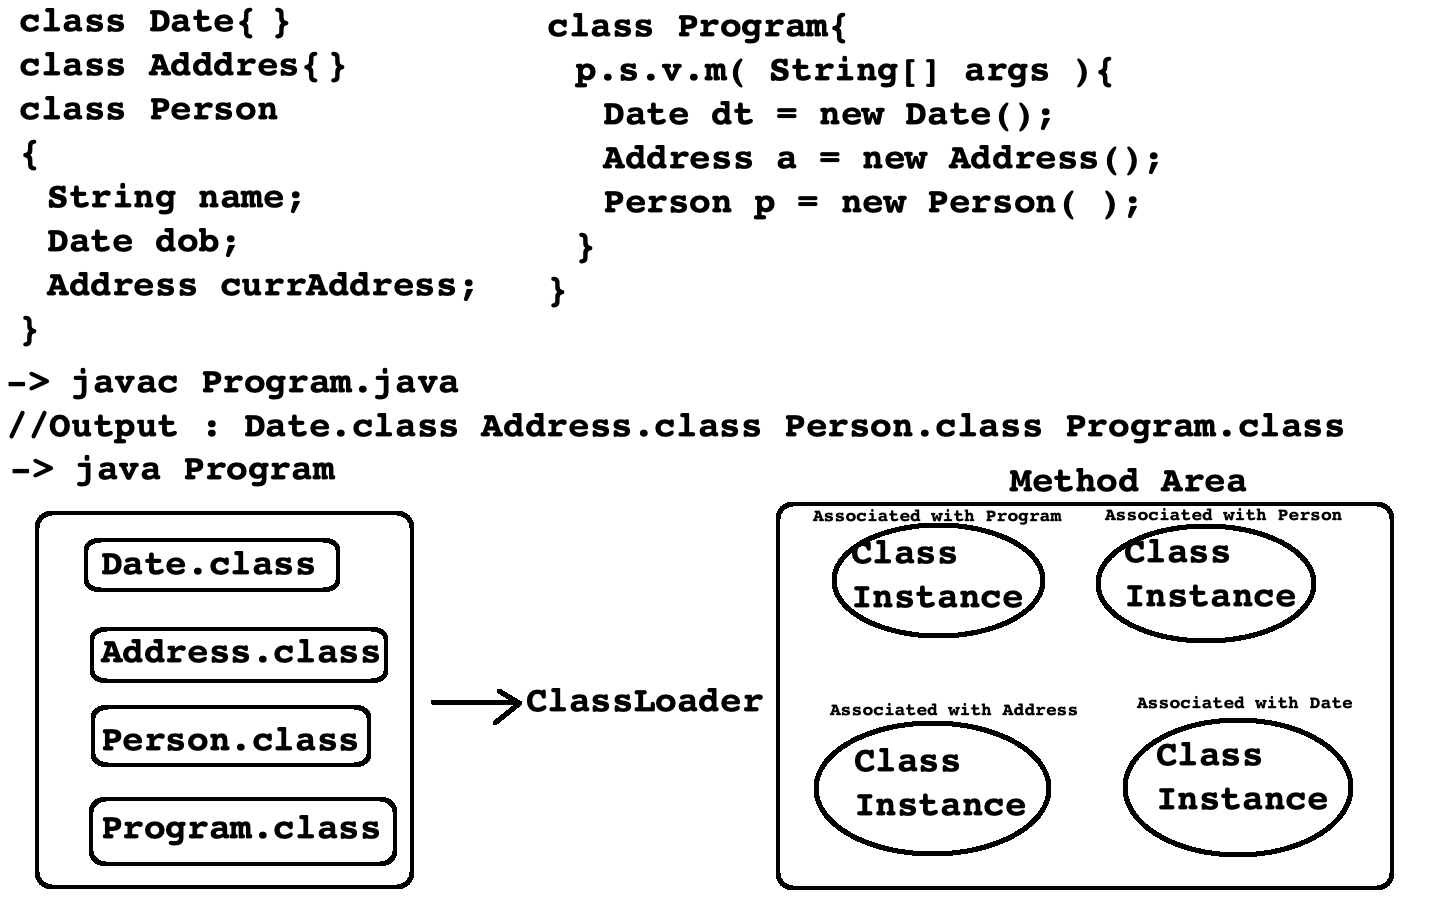 class Date{ }
class Adddres{ }
class Person
{
String name;
Date dob;
Address currAddress;
}
class Program{
p.s.v.m( String[] args ){
Date dt = new Date();
Address a = new Address();
Person p = new Person( );
}
}
-> javac Program.java
//Output : Date.class Address.class Person.class Program.class
-> java Program
Date.class
Address.class
Person.class
Program.class
ClassLoader
Method Area
Associated with Program
Class
Instance
Associated with Person
Class
Instance
Associated with Address
Class
Instance
Associated with Date
Class
Instance